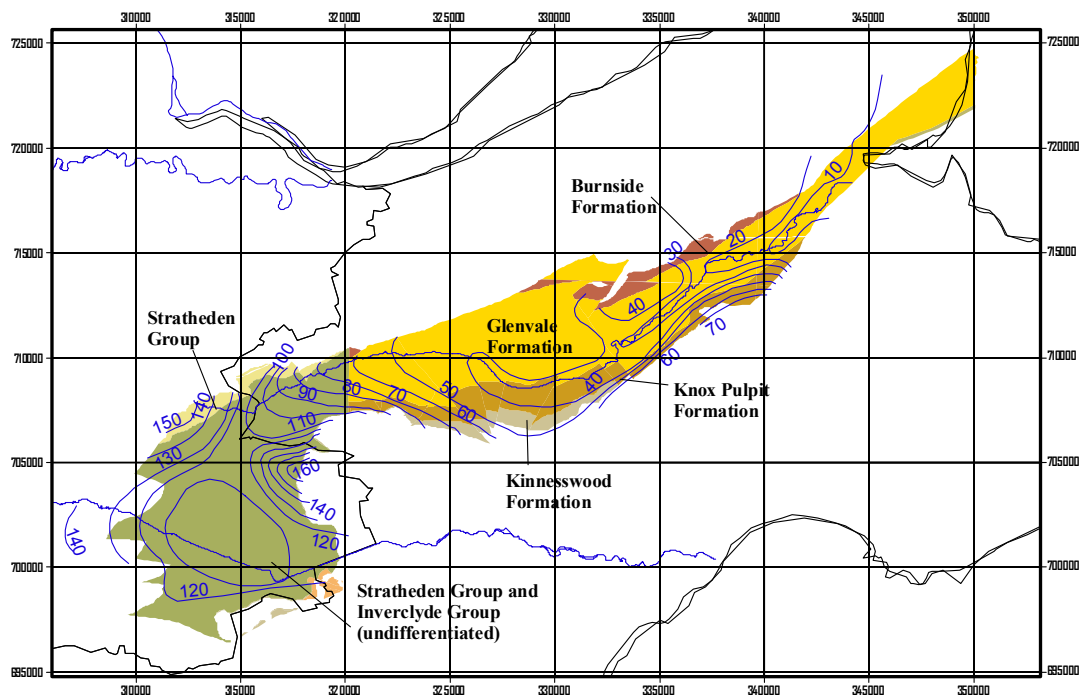 310000 315000 320000 325000 330000 335000 340000 345000 350000
725000 725000
720000 720000
715000 715000
710000 710000
705000 705000
700000 700000
695000 695000
310000 315000 320000 325000 330000 335000 340000 345000 350000
Burnside
Formation
10
20
30
40
Stratheden
Group
Glenvale
Formation
70
60
100
140
150
130
90
80
70
50
60
40
110
Knox Pulpit
Formation
160
140
120
Kinnesswood
Formation
140
120
Stratheden Group and
Inverclyde Group
(undifferentiated)